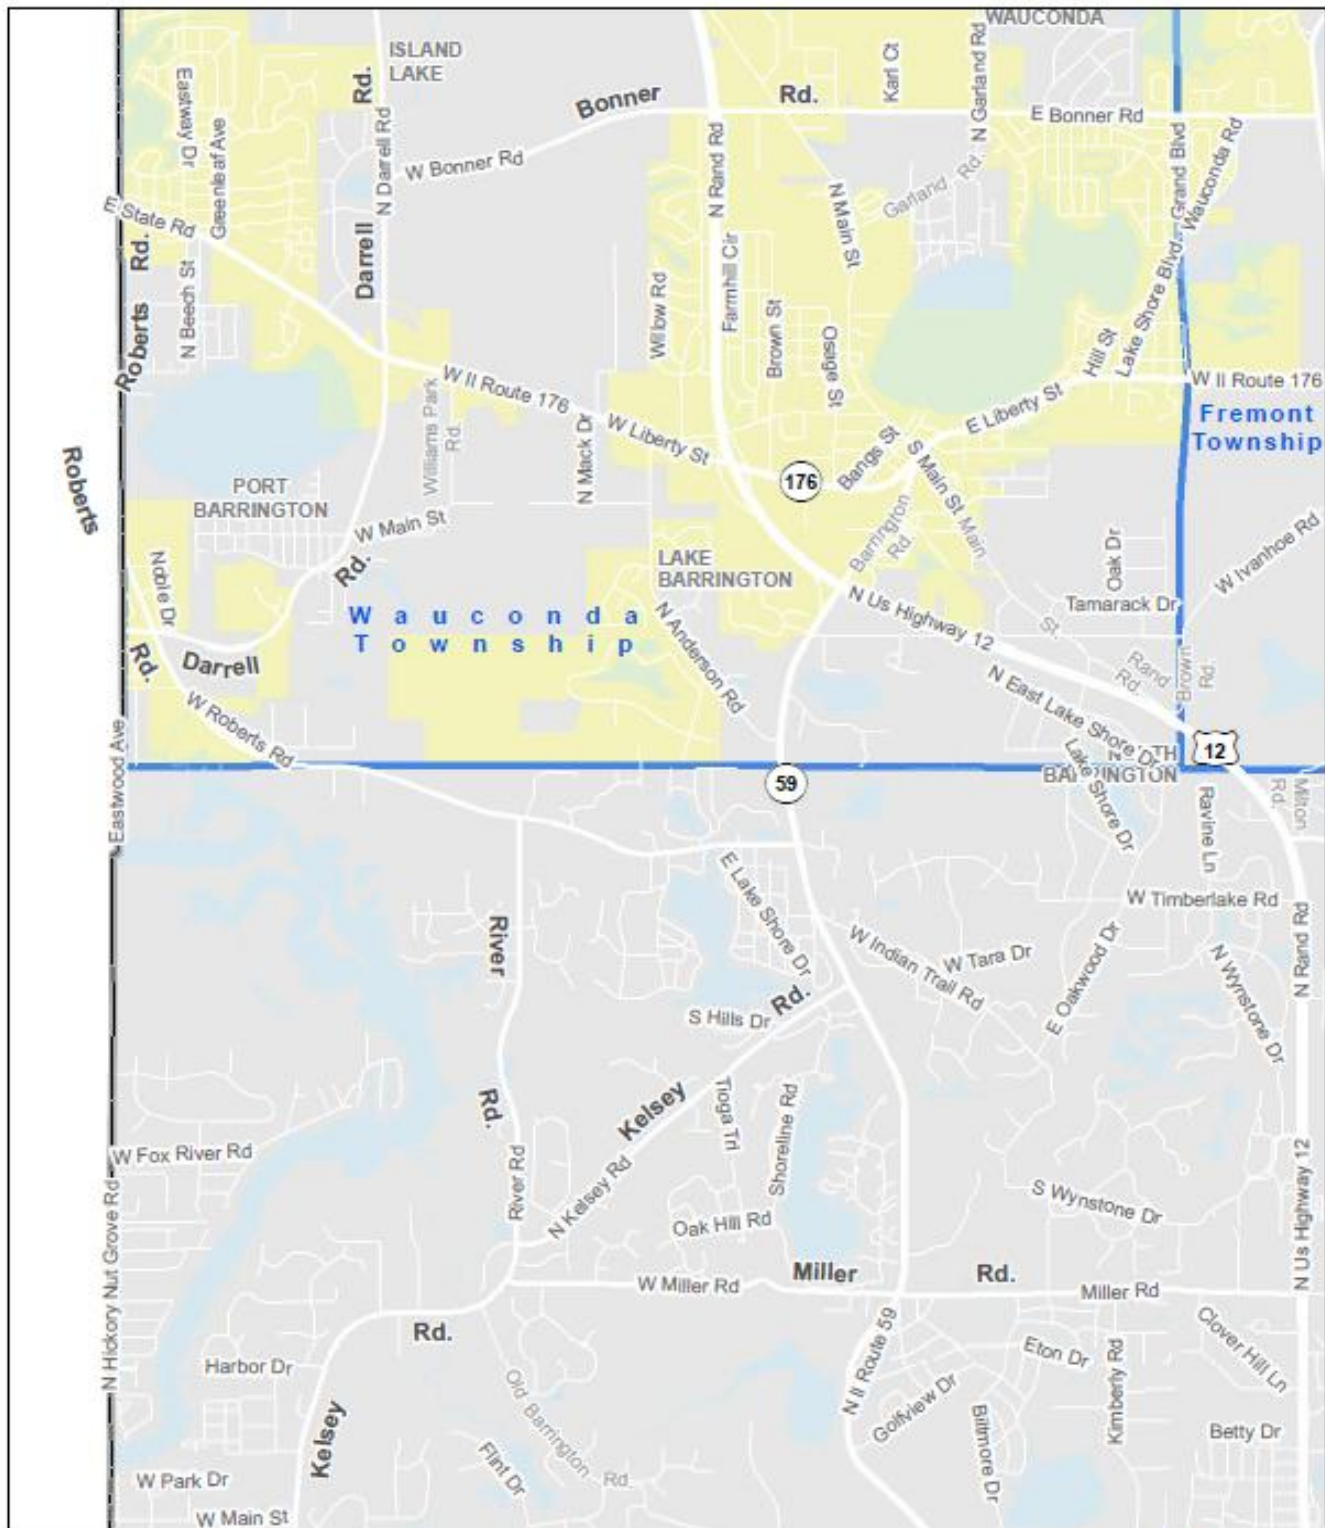 WAUCONDA
ISLAND
LAKE
Eastway Dr
Greenleaf Ave
Rd.
N Darrell Rd
Bonner
Rd.
Karl Ct
N Garland Rd
E Bonner Rd
W Bonner Rd
N Rand Rd
Garland Rd.
N Main St
Grand Blvd
Wauconda Rd
E State Rd
Rd.
Roberts
N Beech St
Darrell
Willow Rd
Farmhill Cir
Brown St
Osage St
Hill St
Lake Shore Blvd
W Il Route 176
W Il Route 176
Williams Park
Rd.
N Mack Dr
W Liberty St
E Liberty St
Fremont
Township
Roberts
PORT
BARRINGTON
176
Bangs St
S Main St
Main
St.
Barrington
Rd.
W Main St
Rd.
Noble Dr
LAKE
BARRINGTON
Oak Dr
W Ivanhoe Rd
Tamarack Dr
Wauconda
Township
N Us Highway 12
N Anderson Rd
Rd.
Darrell
Rand
Rd.
Brown
Rd.
W Roberts Rd
N East Lake Shore Dr
Eastwood Ave
12
59
BARRINGTON
Lake Shore Dr
Ravine Ln
Milton
Rd.
E Lake Shore Dr
W Timberlake Rd
River
W Indian Trail Rd
W Tara Dr
E Oakwood Dr
N Wynstone Dr
N Rand Rd
Rd.
S Hills Dr
Rd.
Kelsey
Tioga Trl
Shoreline Rd
W Fox River Rd
River Rd
N Kelsey Rd
Oak Hill Rd
S Wynstone Dr
N Us Highway 12
N Hickory Nut Grove Rd
W Miller Rd
Miller
Rd.
Miller Rd
Rd.
N Il Route 59
Harbor Dr
Eton Dr
Kimberly Rd
Clover Hill Ln
Old Barrington Rd.
Golfview Dr
Kelsey
Biltmore Dr
Betty Dr
Flint Dr
W Park Dr
W Main St